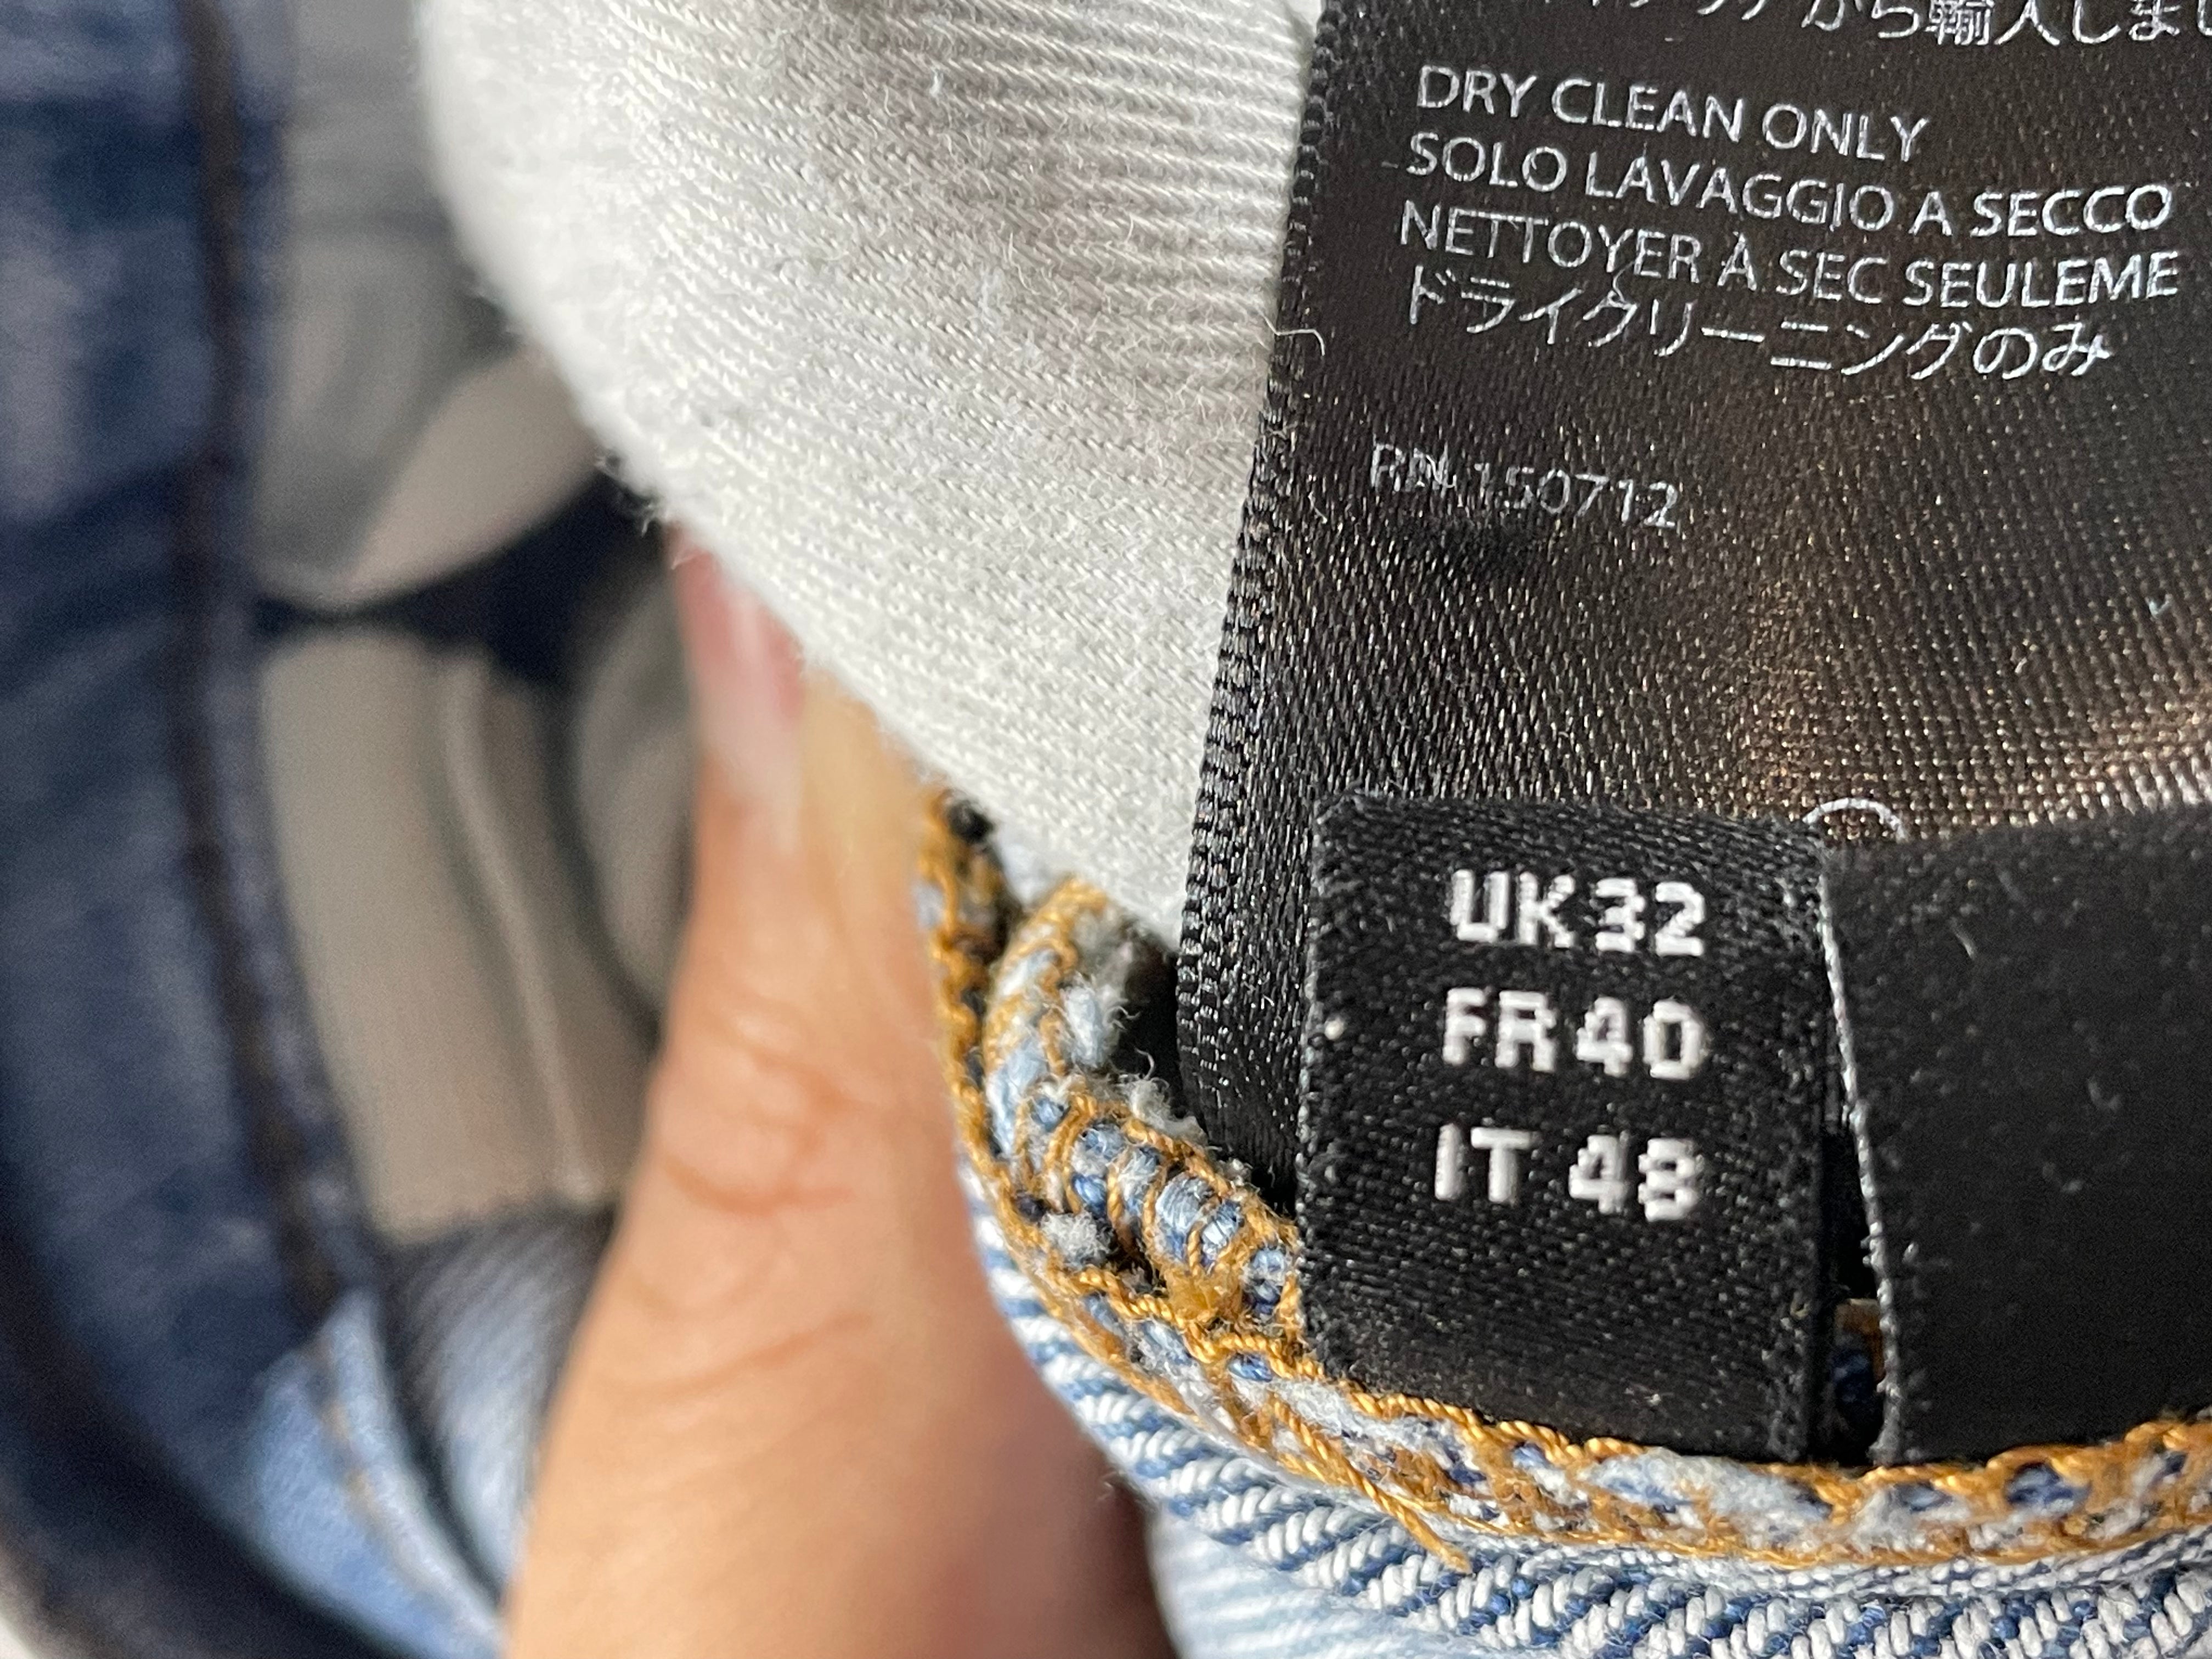 から輸入しまし
DRY CLEAN ONLY
SOLO LAVAGGIO A SECCO
NETTOYER À SEC SEULEME
ドライクリーニングのみ
RN 150712
UK 32
FR 40
IT 48